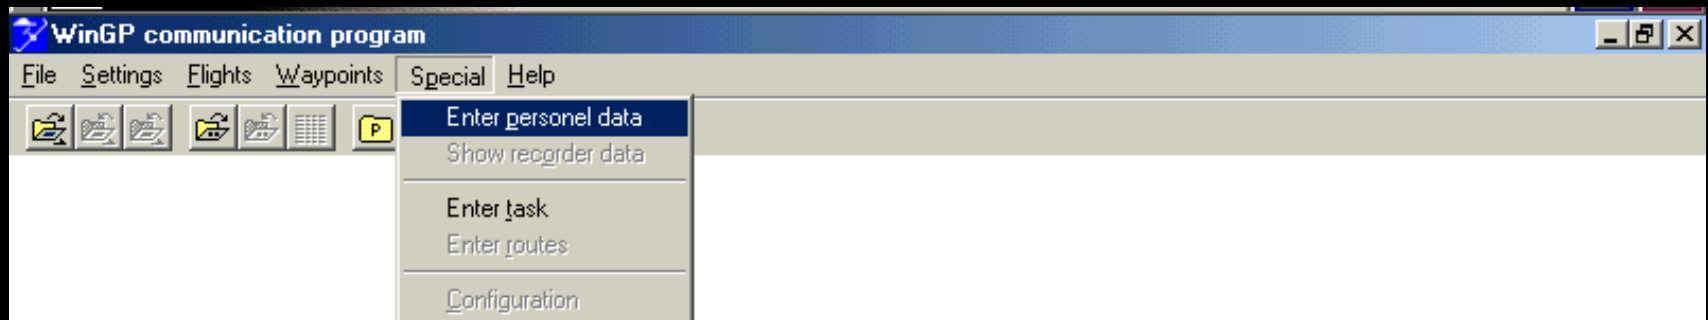 WinGP communication program
File Settings Flights Waypoints Special Help
P
Enter personel data
Show recorder data
Enter task
Enter routes
Configuration